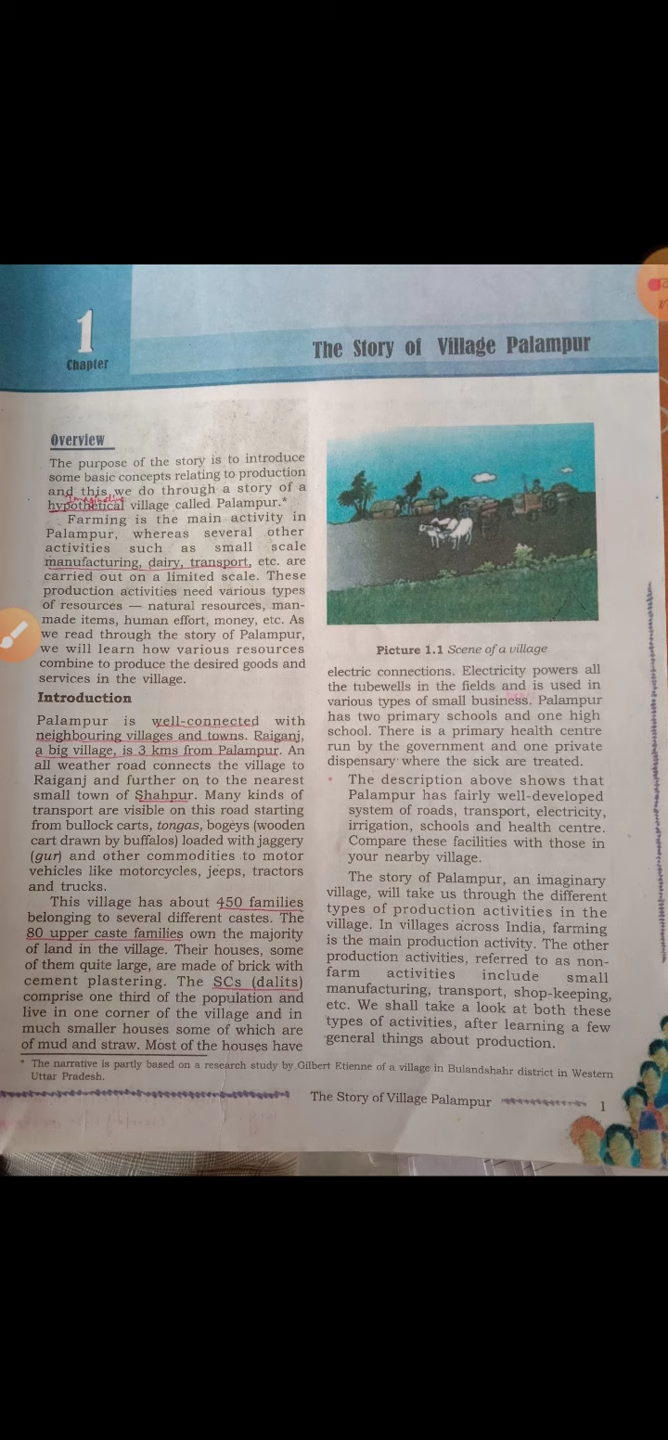 1
Chapter
The Story of Village Palampur
Overview
The purpose of the story is to introduce
some basic concepts relating to production
and this we do through a story of a
hypothetical village called Palampur.*
Farming is the main activity in
Palampur, whereas several other
activities such as small scale
manufacturing, dairy, transport, etc. are
carried out on a limited scale. These
production activities need various types
of resources — natural resources, man-
made items, human effort, money, etc. As
we read through the story of Palampur,
we will learn how various resources
combine to produce the desired goods and
services in the village.
Introduction
Palampur is well-connected with
neighbouring villages and towns. Raiganj,
a big village, is 3 kms from Palampur. An
all weather road connects the village to
Raiganj and further on to the nearest
small town of Shahpur. Many kinds of
transport are visible on this road starting
from bullock carts, tongas, bogeys (wooden
cart drawn by buffalos) loaded with jaggery
(gur) and other commodities to motor
vehicles like motorcycles, jeeps, tractors
and trucks.
This village has about 450 families
belonging to several different castes. The
80 upper caste families own the majority
of land in the village. Their houses, some
of them quite large, are made of brick with
cement plastering. The SCs (dalits)
comprise one third of the population and
live in one corner of the village and in
much smaller houses some of which are
of mud and straw. Most of the houses have
Picture 1.1 Scene of a village
electric connections. Electricity powers all
the tubewells in the fields and is used in
various types of small business. Palampur
has two primary schools and one high
school. There is a primary health centre
run by the government and one private
dispensary where the sick are treated.
• The description above shows that
Palampur has fairly well-developed
system of roads, transport, electricity,
irrigation, schools and health centre.
Compare these facilities with those in
your nearby village.
The story of Palampur, an imaginary
village, will take us through the different
types of production activities in the
village. In villages across India, farming
is the main production activity. The other
production activities, referred to as non-
farm activities include small
manufacturing, transport, shop-keeping,
etc. We shall take a look at both these
types of activities, after learning a few
general things about production.
* The narrative is partly based on a research study by Gilbert Etienne of a village in Bulandshahr district in Western
Uttar Pradesh.
The Story of Village Palampur
1